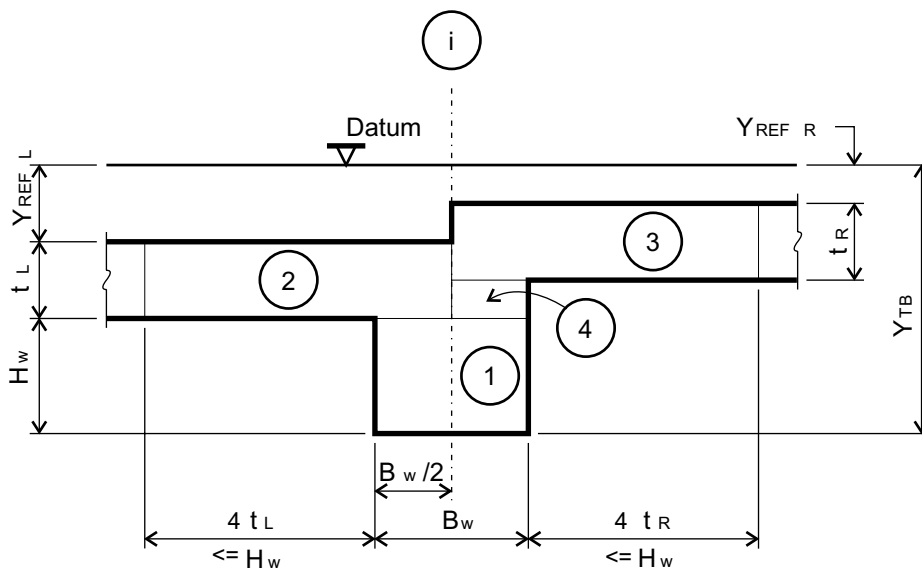 i
Datum
Y REF R
Y REF L
t L
H w
2
3
t R
4
1
Y TB
B w /2
4 t L
<= H w
B w
4 t R
<= H w